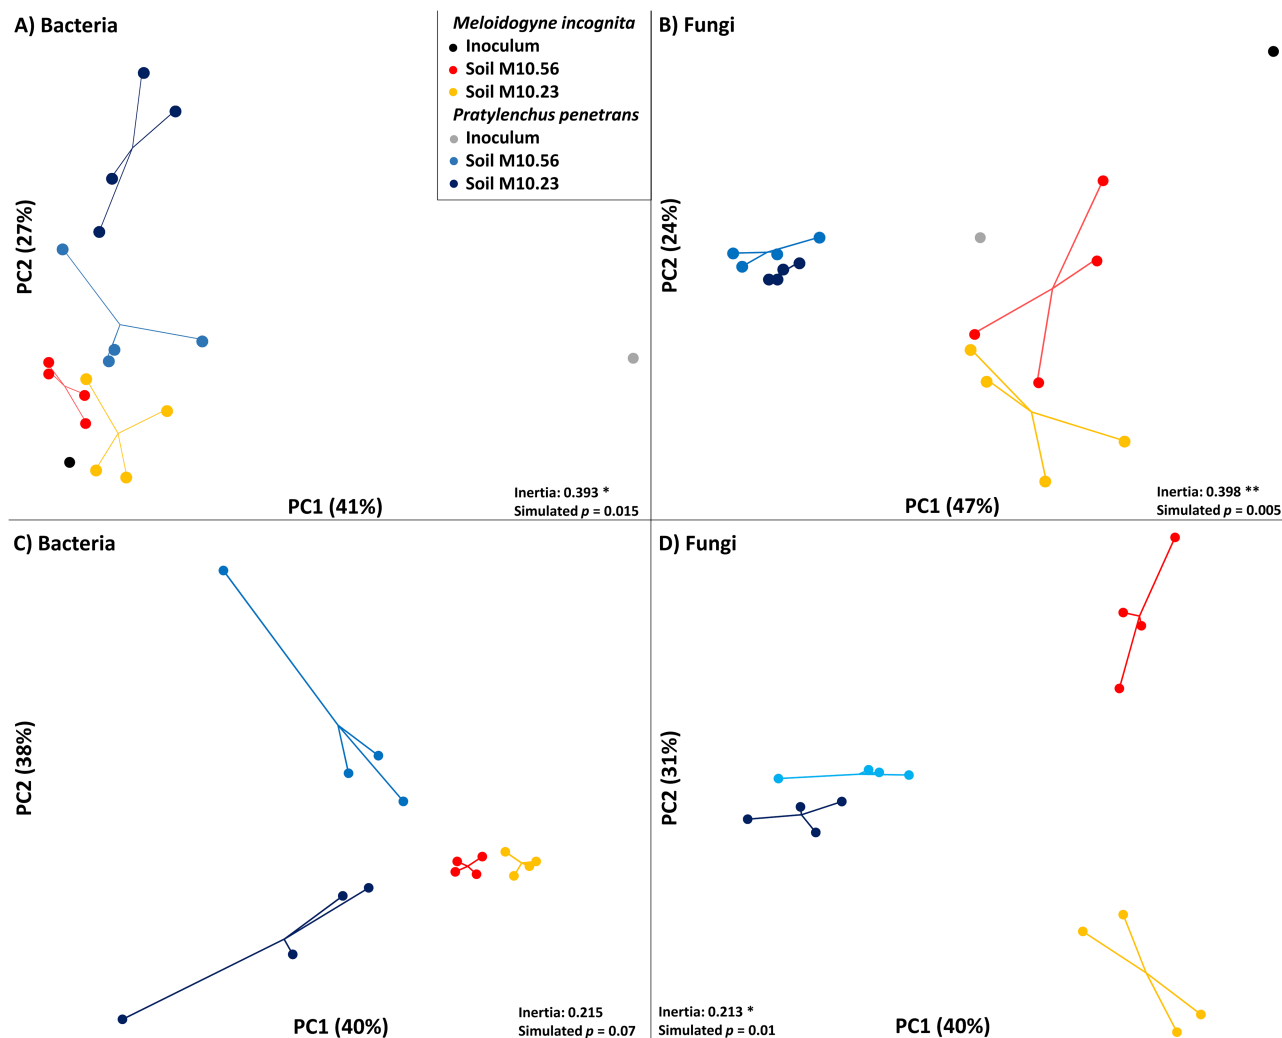 A) Bacteria
Meloidogyne incognita
Inoculum
Soil M10.56
Soil M10.23
Pratylenchus penetrans
Inoculum
Soil M10.56
Soil M10.23
PC2 (27%)
PC1 (41%)
Inertia: 0.393 *
Simulated p = 0.015
B) Fungi
PC2 (24%)
PC1 (47%)
Inertia: 0.398 **
Simulated p = 0.005
C) Bacteria
PC2 (38%)
PC1 (40%)
Inertia: 0.215
Simulated p = 0.07
D) Fungi
PC2 (31%)
Inertia: 0.213 *
Simulated p = 0.01
PC1 (40%)